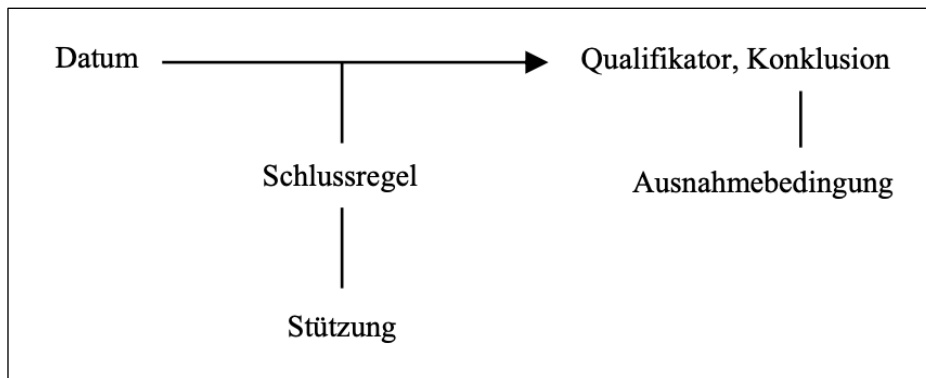 Datum
Qualifikator, Konklusion
Schlussregel
Ausnahmebedingung
Stützung